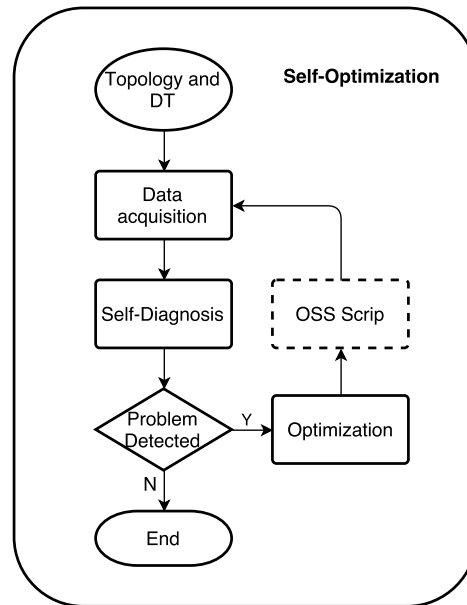 Self-Optimization
Topology and
DT
Data
acquisition
Self-Diagnosis
OSS Scrip
Problem
Detected
Y
Optimization
N
End